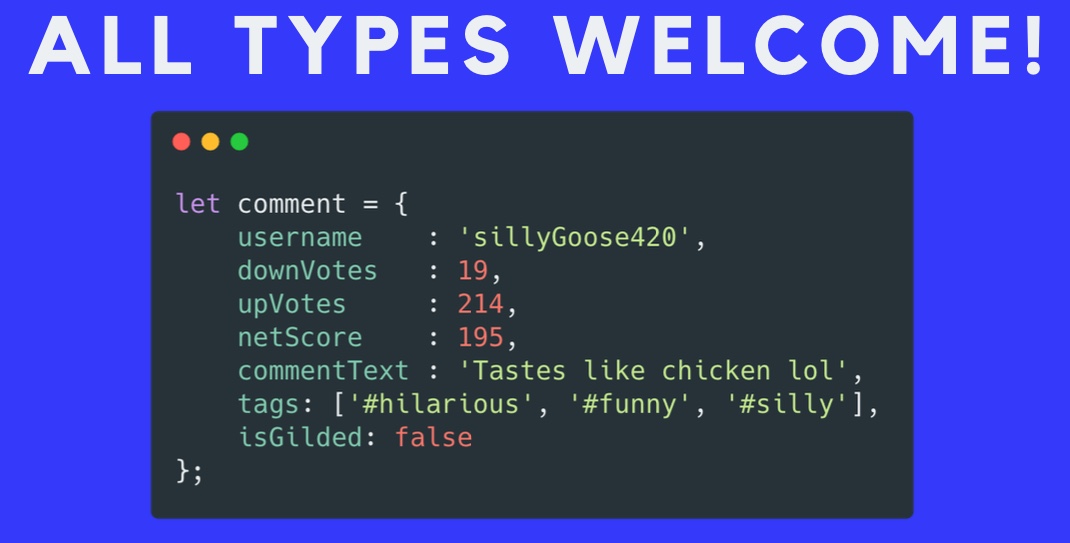 ALL TYPES WELCOME!
let comment = {
    username    : 'sillyGoose420',
    downVotes   : 19,
    upVotes     : 214,
    netScore    : 195,
    commentText : 'Tastes like chicken lol',
    tags: ['#hilarious', '#funny', '#silly'],
    isGilded: false
};